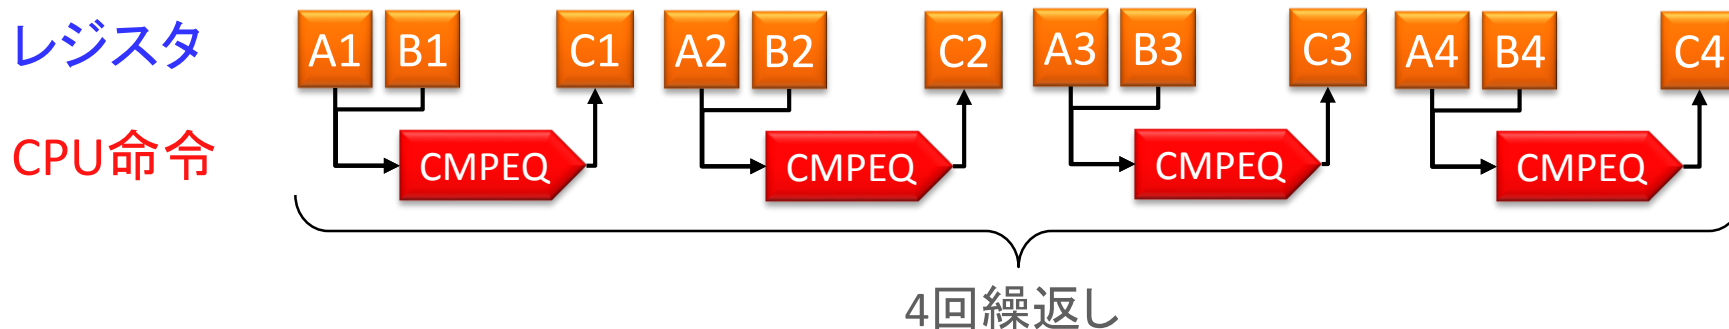 レジスタ A1 B1 C1 A2 B2 C2 A3 B3 C3 A4 B4 C4
CPU命令 CMPEQ CMPEQ CMPEQ CMPEQ
4回繰返し